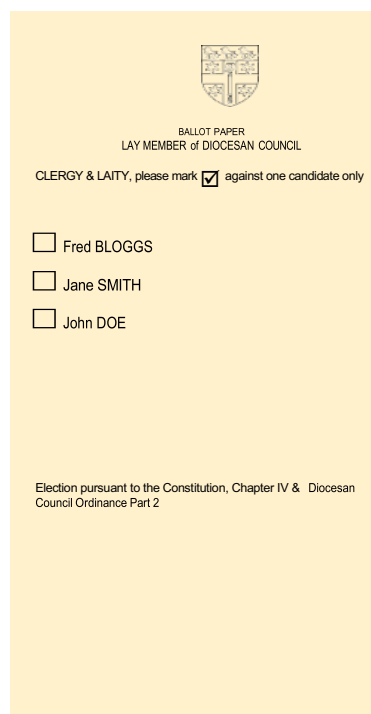 BALLOT PAPER
LAY MEMBER of DIOCESAN COUNCIL
CLERGY & LAITY, please mark ☑ against one candidate only
Fred BLOGGS
Jane SMITH
John DOE
Election pursuant to the Constitution, Chapter IV & Diocesan
Council Ordinance Part 2